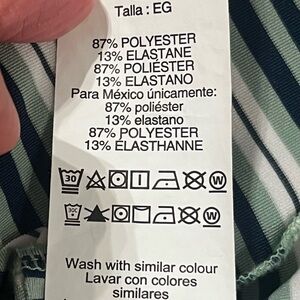 Talla : EG
87% POLYESTER
13% ELASTANE
87% POLIÉSTER
13% ELASTANO
Para México únicamente:
87% poliéster
13% elastano
87% POLYESTER
13% ÉLASTHANNE
30 W
W
Wash with similar colour
Lavar con colores
similares